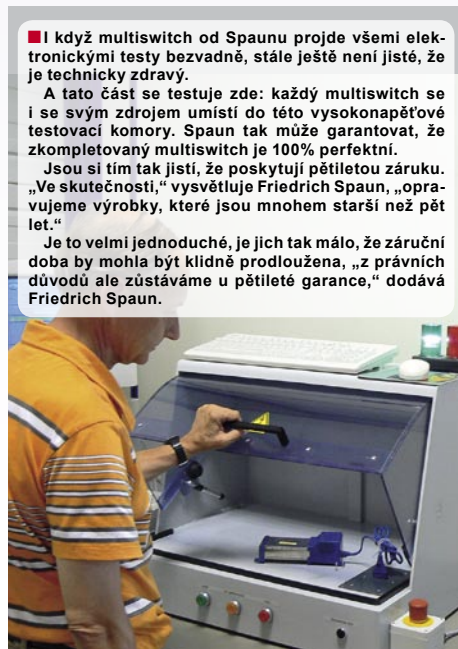 I když multiswitch od Spaunu projde všemi elek-
tronickými testy bezvadně, stále ještě není jisté, že
je technicky zdravý.
A tato část se testuje zde: každý multiswitch se
i se svým zdrojem umístí do této vysokonapěťové
testovací komory. Spaun tak může garantovat, že
zkompletovaný multiswitch je 100% perfektní.
Jsou si tím tak jistí, že poskytují pětiletou záruku.
„Ve skutečnosti,“ vysvětluje Friedrich Spaun, „opra-
vujeme výrobky, které jsou mnohem starší než pět
let.“
Je to velmi jednoduché, je jich tak málo, že záruční
doba by mohla být klidně prodloužena, „z právních
důvodů ale zůstáváme u pětileté garance,“ dodává
Friedrich Spaun.